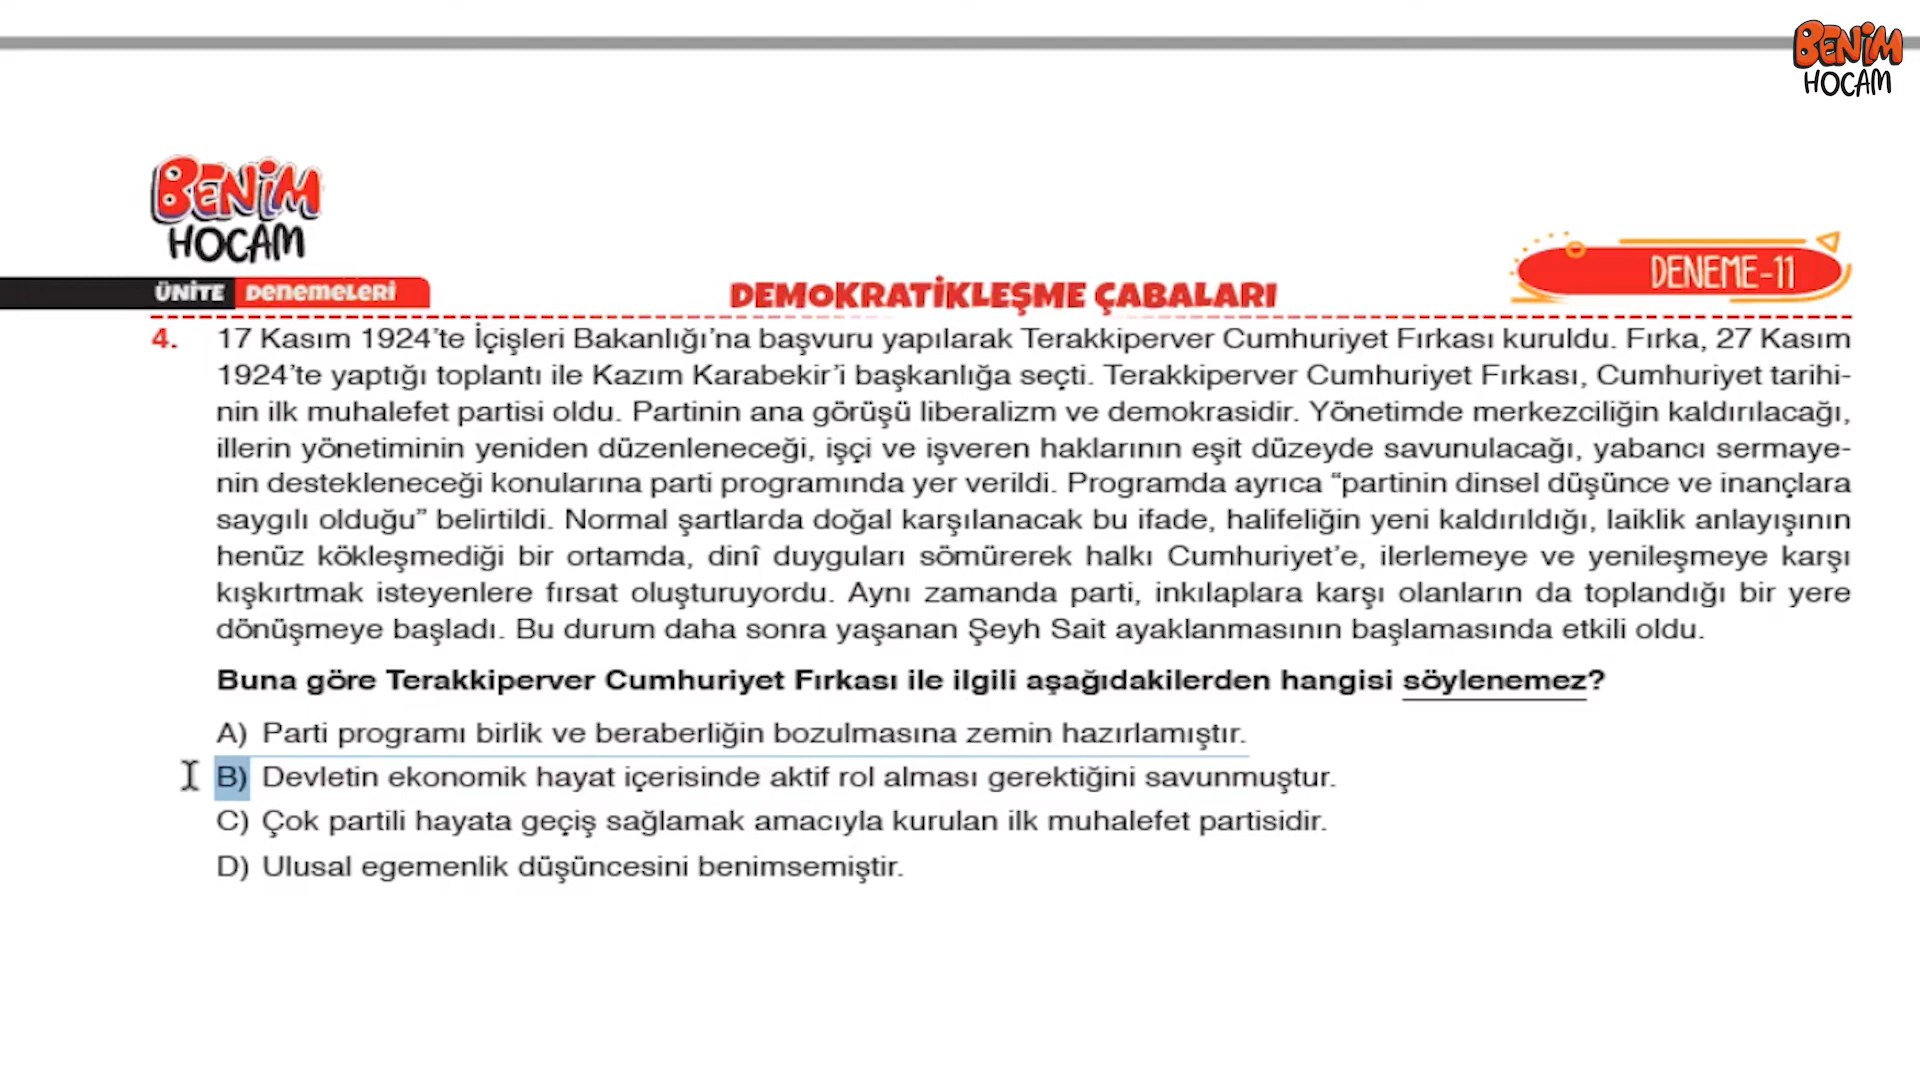 BENİM
HOCAM
BENİM
HOCAM
ÜNİTE DENEMELERİ
DEMOKRATİKLEŞME ÇABALARI
DENEME-11
4. 17 Kasım 1924’te İçişleri Bakanlığı’na başvuru yapılarak Terakkiperver Cumhuriyet Fırkası kuruldu. Fırka, 27 Kasım
1924’te yaptığı toplantı ile Kazım Karabekir’i başkanlığa seçti. Terakkiperver Cumhuriyet Fırkası, Cumhuriyet tarihi-
nin ilk muhalefet partisi oldu. Partinin ana görüşü liberalizm ve demokrasidir. Yönetimde merkezciliğin kaldırılacağı,
illerin yönetiminin yeniden düzenleneceği, işçi ve işveren haklarının eşit düzeyde savunulacağı, yabancı sermaye-
nin destekleneceği konularına parti programında yer verildi. Programda ayrıca “partinin dinsel düşünce ve inançlara
saygılı olduğu” belirtildi. Normal şartlarda doğal karşılanacak bu ifade, halifeliğin yeni kaldırıldığı, laiklik anlayışının
henüz kökleşmediği bir ortamda, dinî duyguları sömürerek halkı Cumhuriyet’e, ilerlemeye ve yenileşmeye karşı
kışkırtmak isteyenlere fırsat oluşturuyordu. Aynı zamanda parti, inkılaplara karşı olanların da toplandığı bir yere
dönüşmeye başladı. Bu durum daha sonra yaşanan Şeyh Sait ayaklanmasının başlamasında etkili oldu.
Buna göre Terakkiperver Cumhuriyet Fırkası ile ilgili aşağıdakilerden hangisi söylenemez?
A) Parti programı birlik ve beraberliğin bozulmasına zemin hazırlamıştır.
B) Devletin ekonomik hayat içerisinde aktif rol alması gerektiğini savunmuştur.
C) Çok partili hayata geçiş sağlamak amacıyla kurulan ilk muhalefet partisidir.
D) Ulusal egemenlik düşüncesini benimsemiştir.